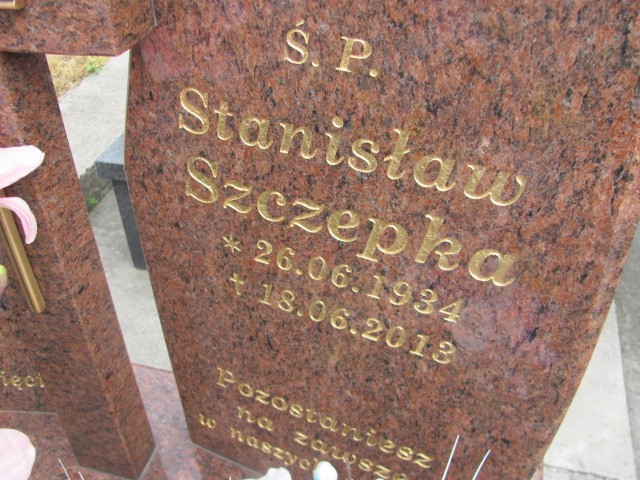 Ś. P.
Stanisław
Szczepka
* 26.06.1934
† 18.06.2013
Pozostaniesz
na zawsze
w naszych